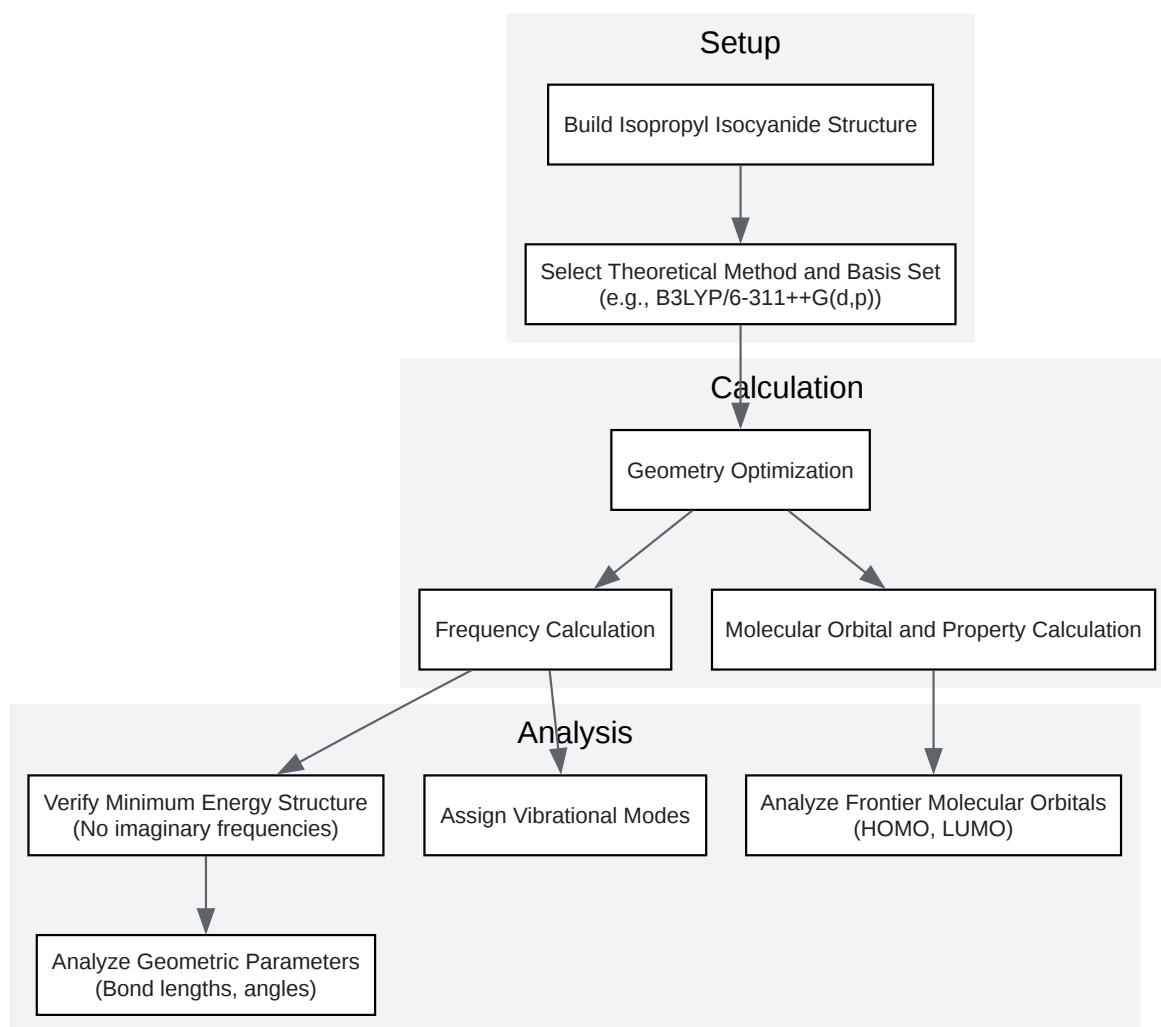 Setup
Build Isopropyl Isocyanide Structure
Select Theoretical Method and Basis Set
(e.g., B3LYP/6-311++G(d,p))
Calculation
Geometry Optimization
Frequency Calculation
Molecular Orbital and Property Calculation
Analysis
Verify Minimum Energy Structure
(No imaginary frequencies)
Assign Vibrational Modes
Analyze Frontier Molecular Orbitals
(HOMO, LUMO)
Analyze Geometric Parameters
(Bond lengths, angles)